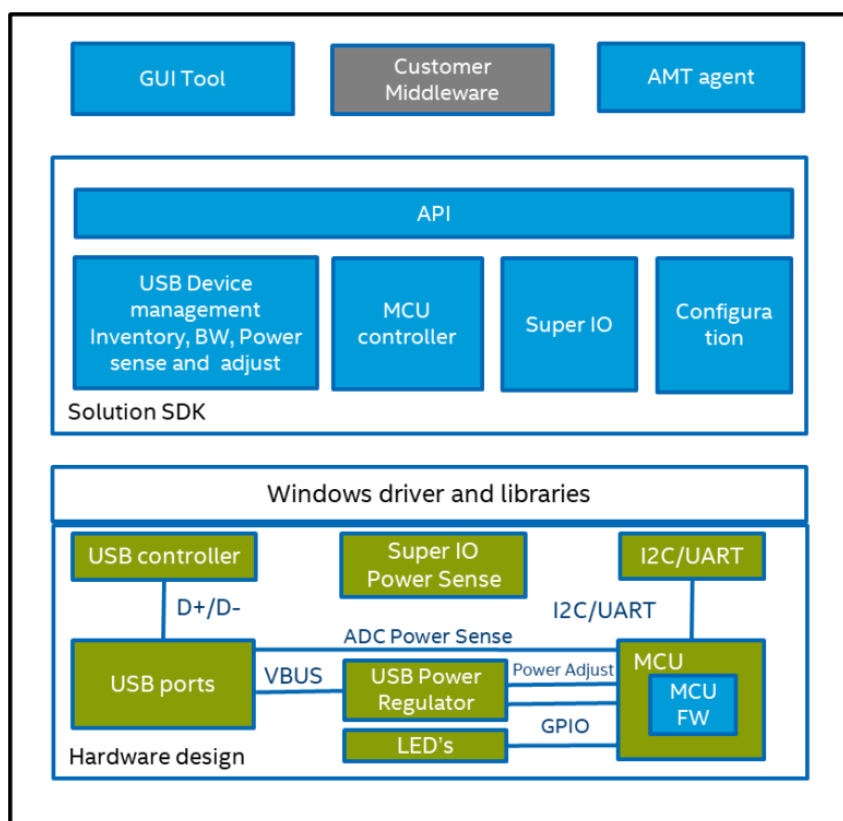 GUI Tool
Customer
Middleware
AMT agent
API
USB Device
management
Inventory, BW, Power
sense and adjust
MCU
controller
Super IO
Configura
tion
Solution SDK
Windows driver and libraries
USB controller
Super IO
Power Sense
I2C/UART
D+/D-
I2C/UART
ADC Power Sense
USB ports
VBUS
USB Power
Regulator
Power Adjust
MCU
MCU
FW
GPIO
LED's
Hardware design